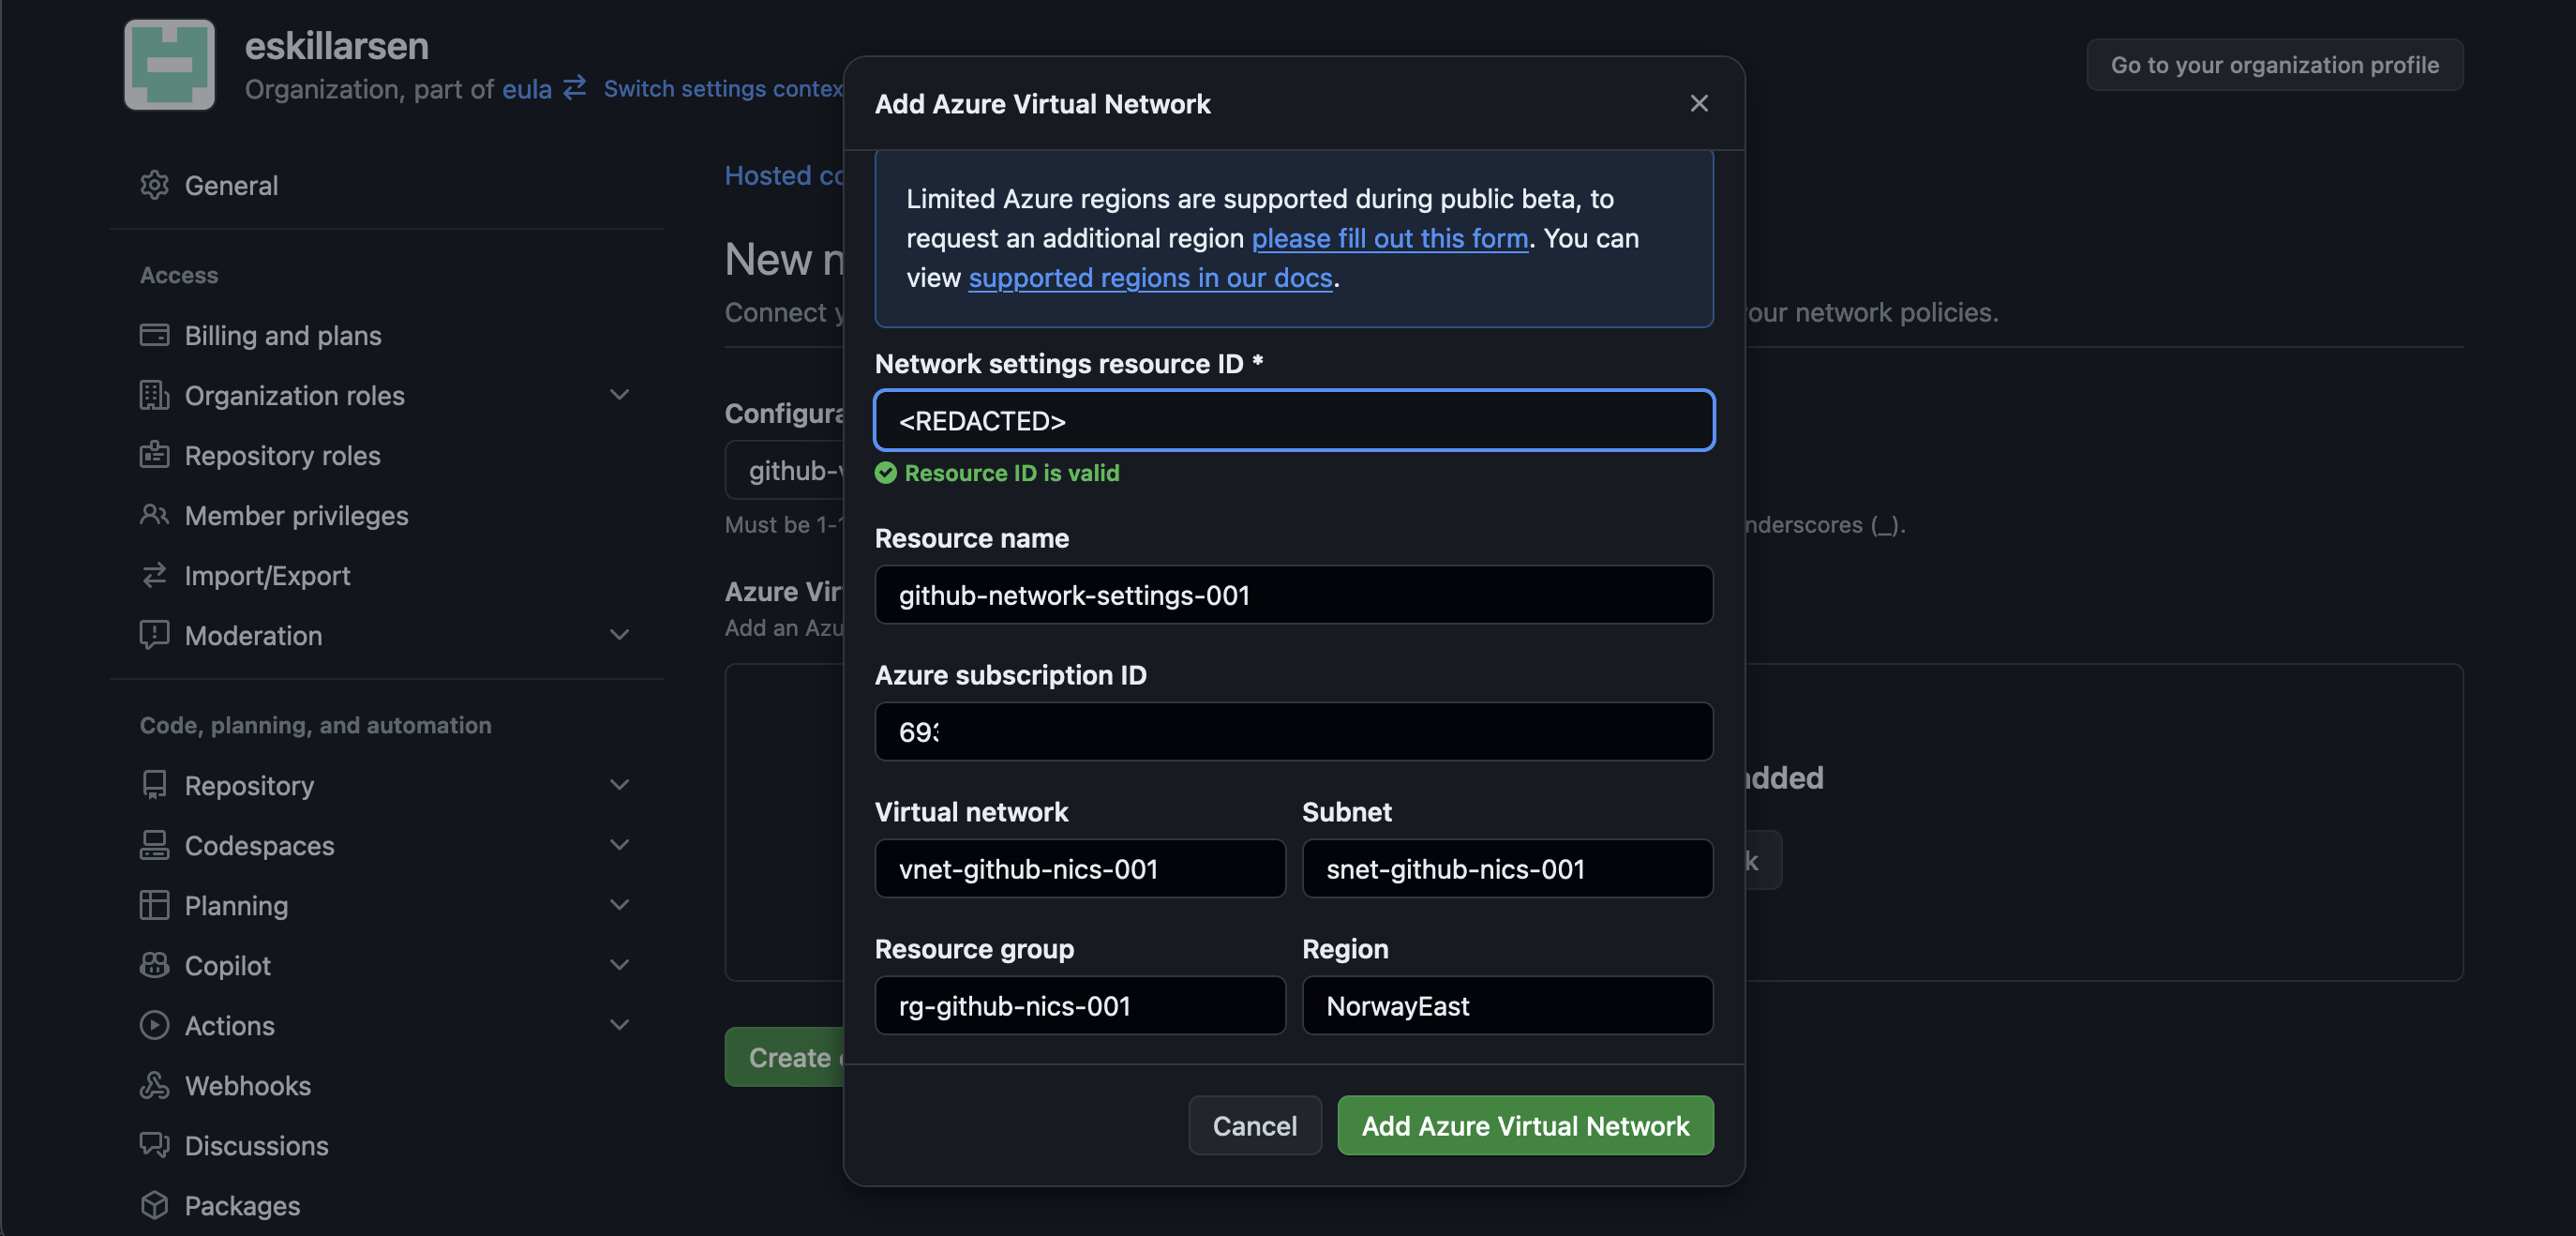 eskillarsen
Organization, part of eula Switch settings contex
Go to your organization profile
General
Access
Billing and plans
Organization roles
Repository roles
Member privileges
Import/Export
Moderation
Code, planning, and automation
Repository
Codespaces
Planning
Copilot
Actions
Webhooks
Discussions
Packages
Hosted co
New n
Connect y
our network policies.
Configura
github-v
Must be 1-1
nderscores (_).
Azure Vir
Add an Azu
added
k
Create
Add Azure Virtual Network
Limited Azure regions are supported during public beta, to
request an additional region please fill out this form. You can
view supported regions in our docs.
Network settings resource ID *
<REDACTED>
Resource ID is valid
Resource name
github-network-settings-001
Azure subscription ID
693
Virtual network Subnet
vnet-github-nics-001 snet-github-nics-001
Resource group Region
rg-github-nics-001 NorwayEast
Cancel Add Azure Virtual Network